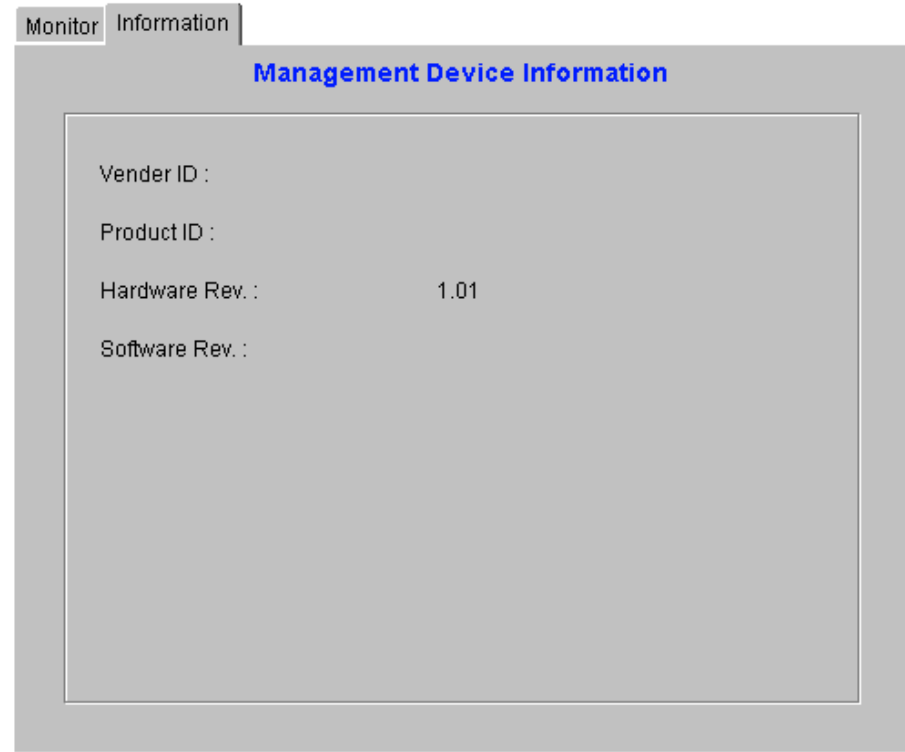 Monitor Information
Management Device Information
Vender ID :
Product ID :
Hardware Rev. : 1.01
Software Rev. :